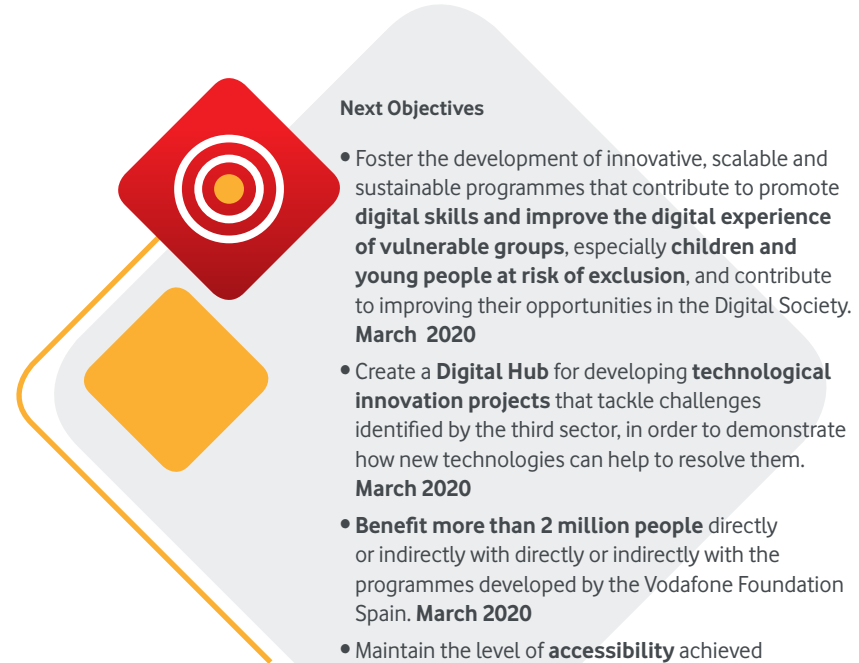 Next Objectives
• Foster the development of innovative, scalable and
sustainable programmes that contribute to promote
digital skills and improve the digital experience
of vulnerable groups, especially children and
young people at risk of exclusion, and contribute
to improving their opportunities in the Digital Society.
March 2020
• Create a Digital Hub for developing technological
innovation projects that tackle challenges
identified by the third sector, in order to demonstrate
how new technologies can help to resolve them.
March 2020
• Benefit more than 2 million people directly
or indirectly with directly or indirectly with the
programmes developed by the Vodafone Foundation
Spain. March 2020
• Maintain the level of accessibility achieved